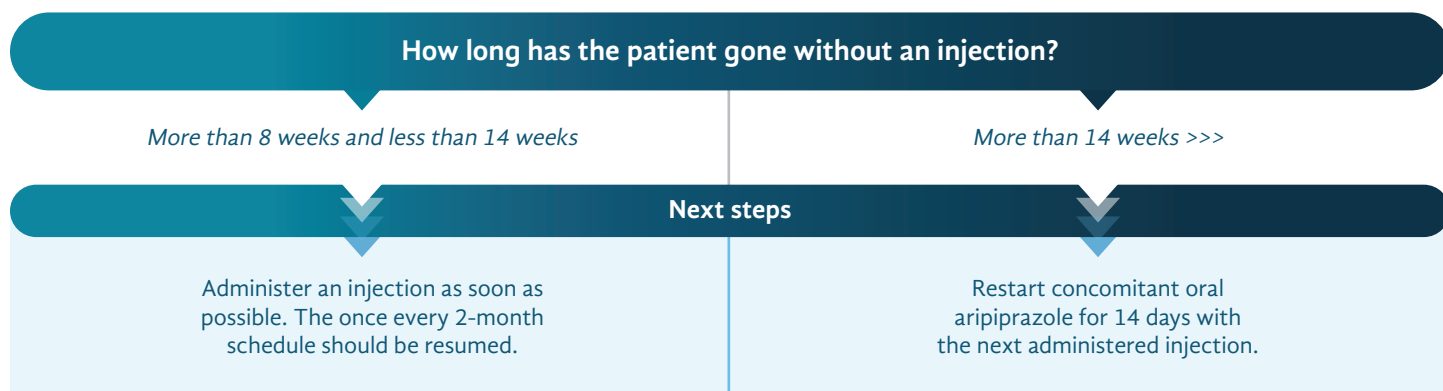 How long has the patient gone without an injection?
More than 8 weeks and less than 14 weeks
More than 14 weeks >>>
Next steps
Administer an injection as soon as
possible. The once every 2-month
schedule should be resumed.
Restart concomitant oral
aripiprazole for 14 days with
the next administered injection.